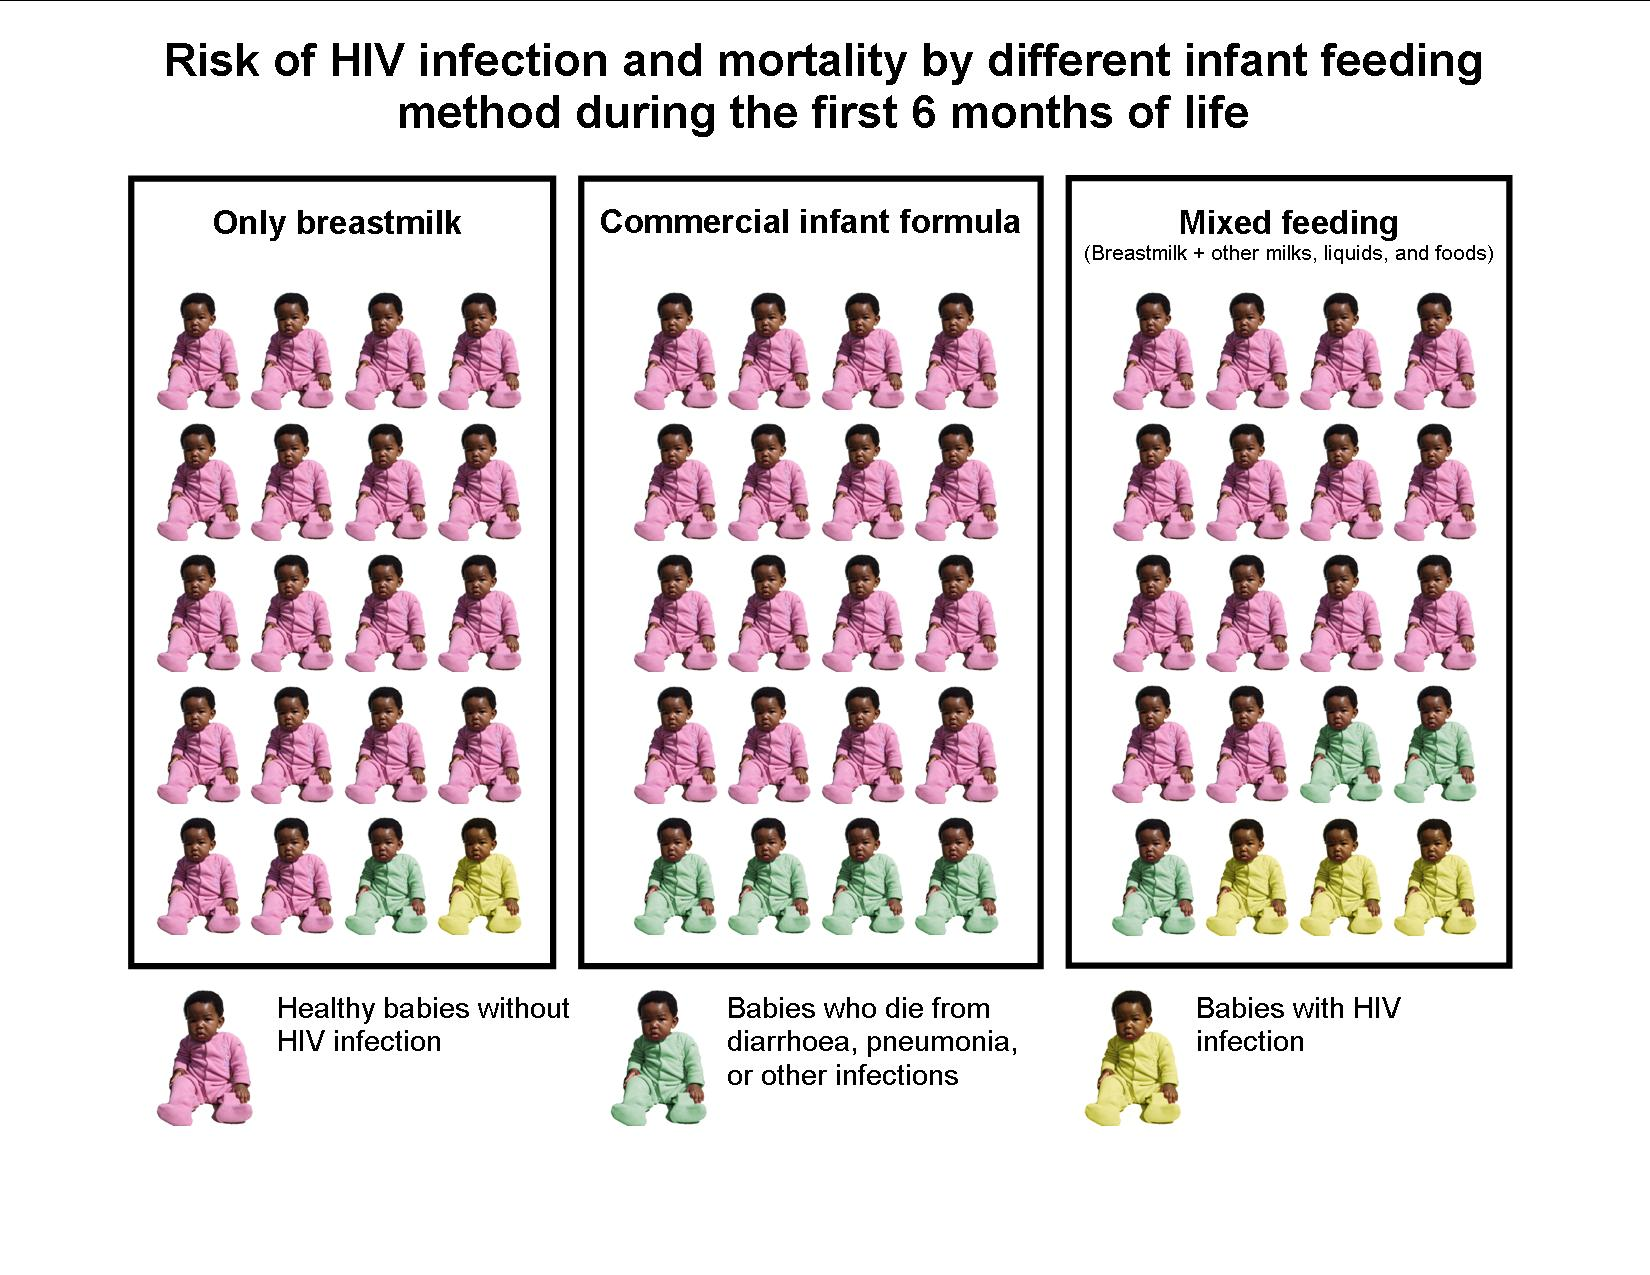 Risk of HIV infection and mortality by different infant feeding
method during the first 6 months of life
Only breastmilk
Commercial infant formula
Mixed feeding
(Breastmilk + other milks, liquids, and foods)
Healthy babies without
HIV infection
Babies who die from
diarrhoea, pneumonia,
or other infections
Babies with HIV
infection